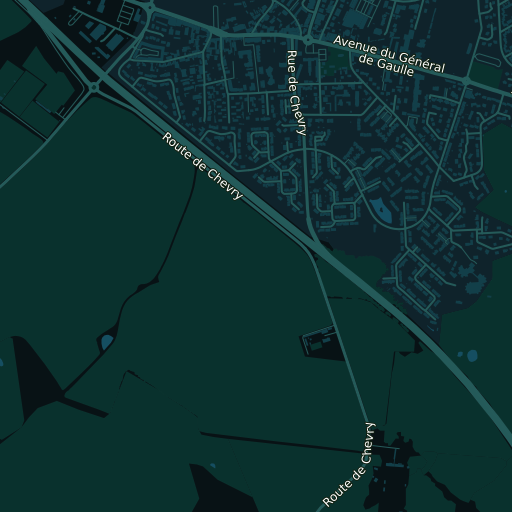 Avenue du Général
de Gaulle
Rue de Chevry
Route de Chevry
Route de Chevry